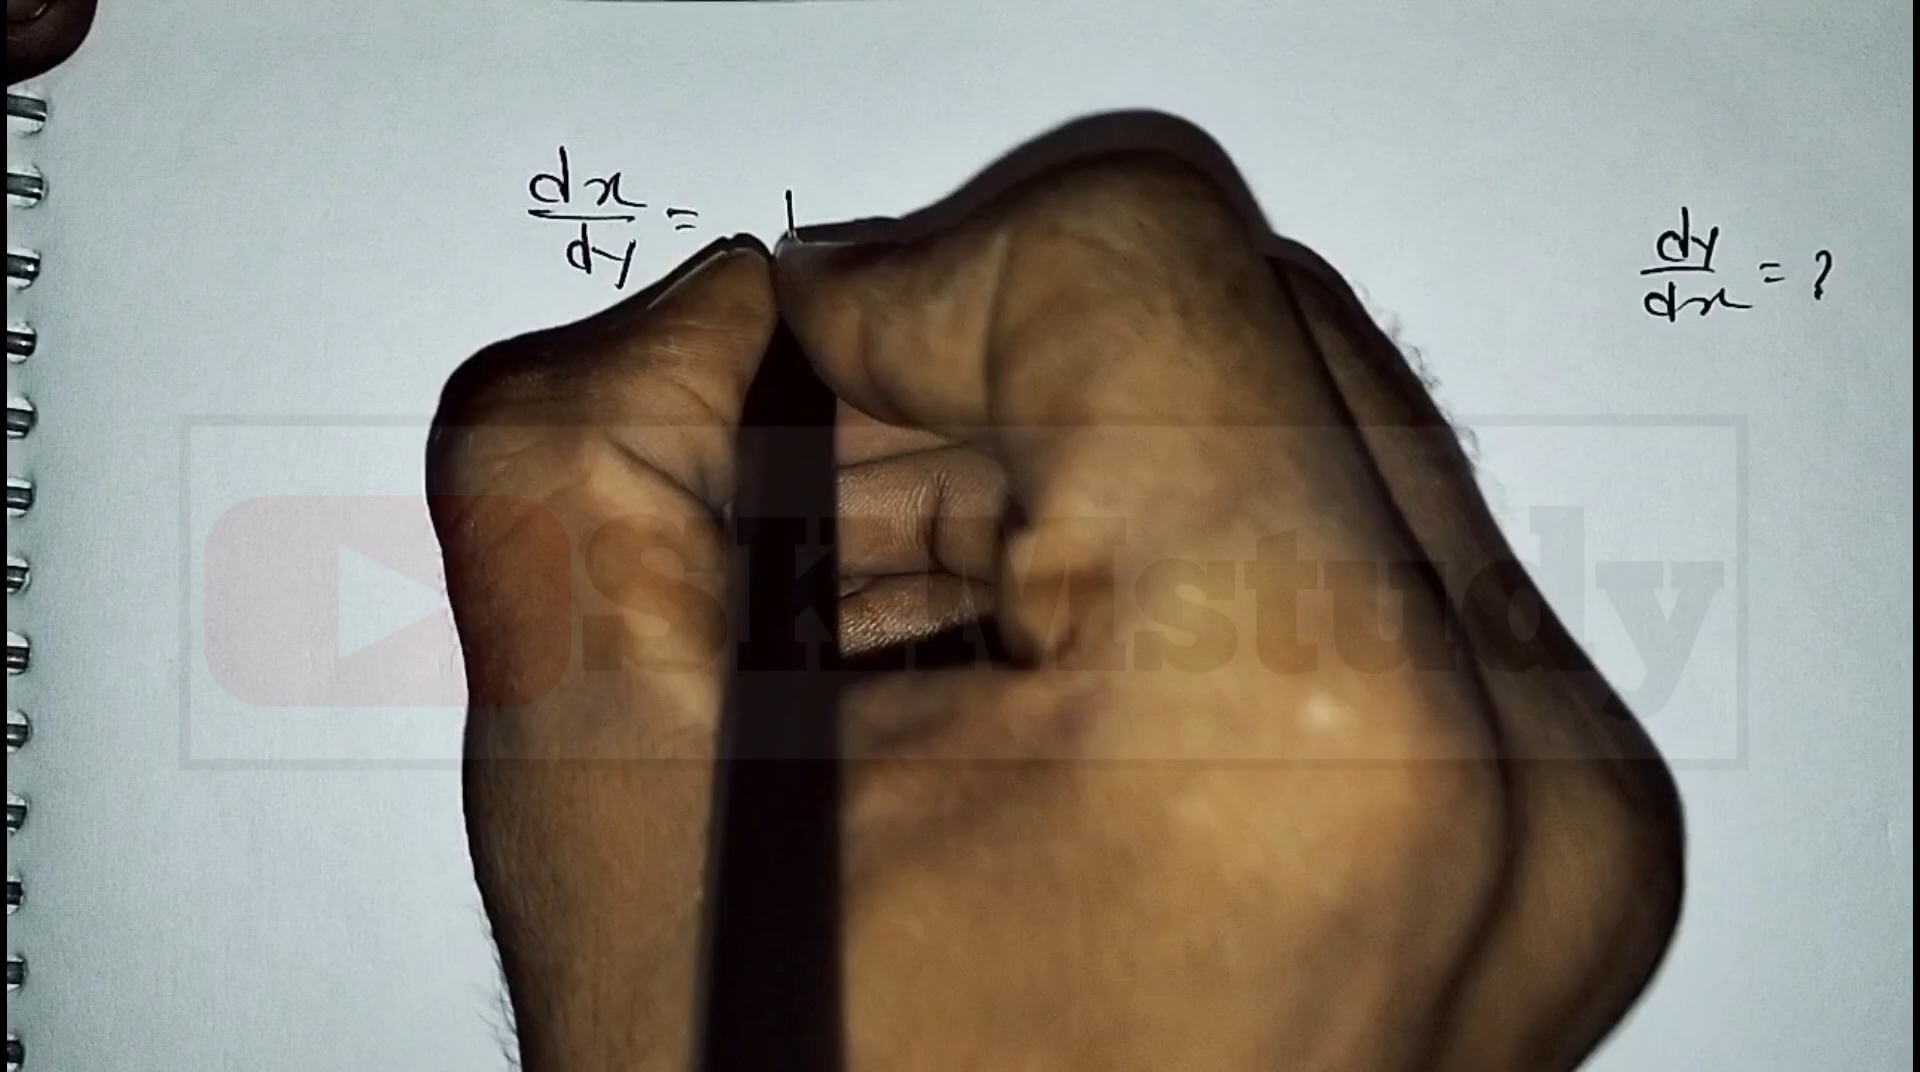 dx/dy = 1
dy/dx = ?
SKMstudy